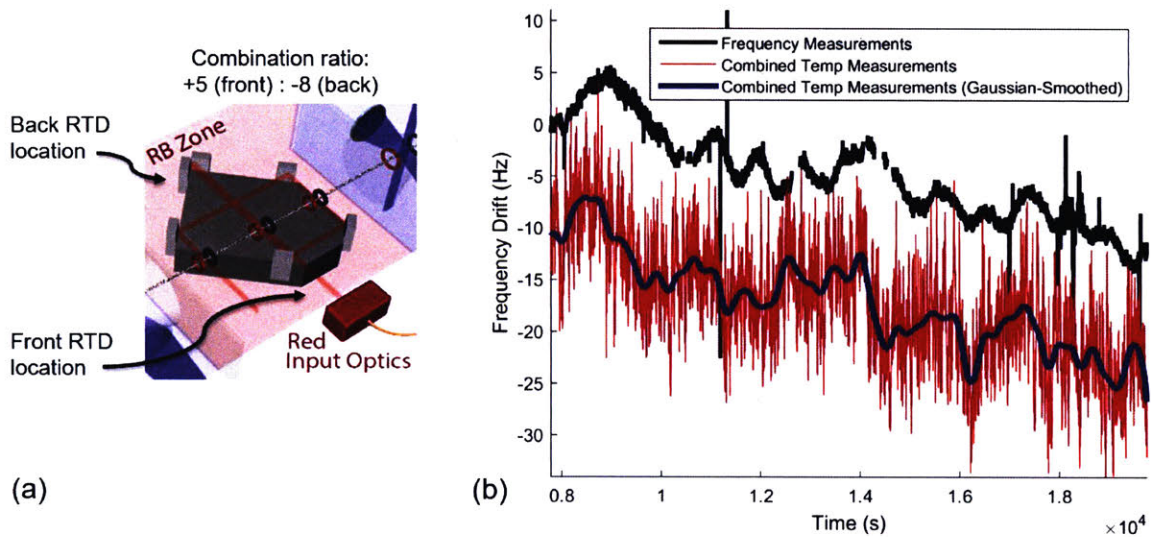 Combination ratio:
+5 (front) : -8 (back)
Back RTD
location
RB Zone
Front RTD
location
Red
Input Optics
(a)
Frequency Measurements
Combined Temp Measurements
Combined Temp Measurements (Gaussian-Smoothed)
Frequency Drift (Hz)
10
5
0
-5
-10
-15
-20
-25
-30
0.8
1
1.2
1.4
1.6
1.8
Time (s)
×10⁴
(b)